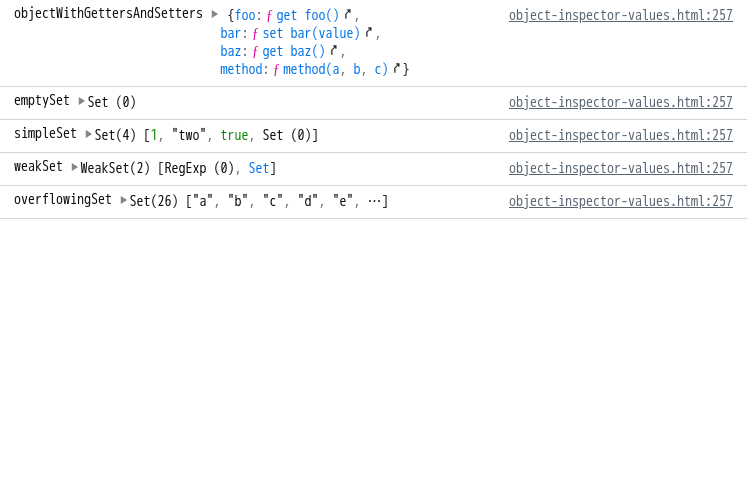 objectWithGettersAndSetters ▶ {foo: ƒ get foo(), object-inspector-values.html:257
bar: ƒ set bar(value),
baz: ƒ get baz(),
method: ƒ method(a, b, c)}
emptySet ▶ Set (0) object-inspector-values.html:257
simpleSet ▶ Set(4) [1, "two", true, Set (0)] object-inspector-values.html:257
weakSet ▶ WeakSet(2) [RegExp (0), Set] object-inspector-values.html:257
overflowingSet ▶ Set(26) ["a", "b", "c", "d", "e", …] object-inspector-values.html:257